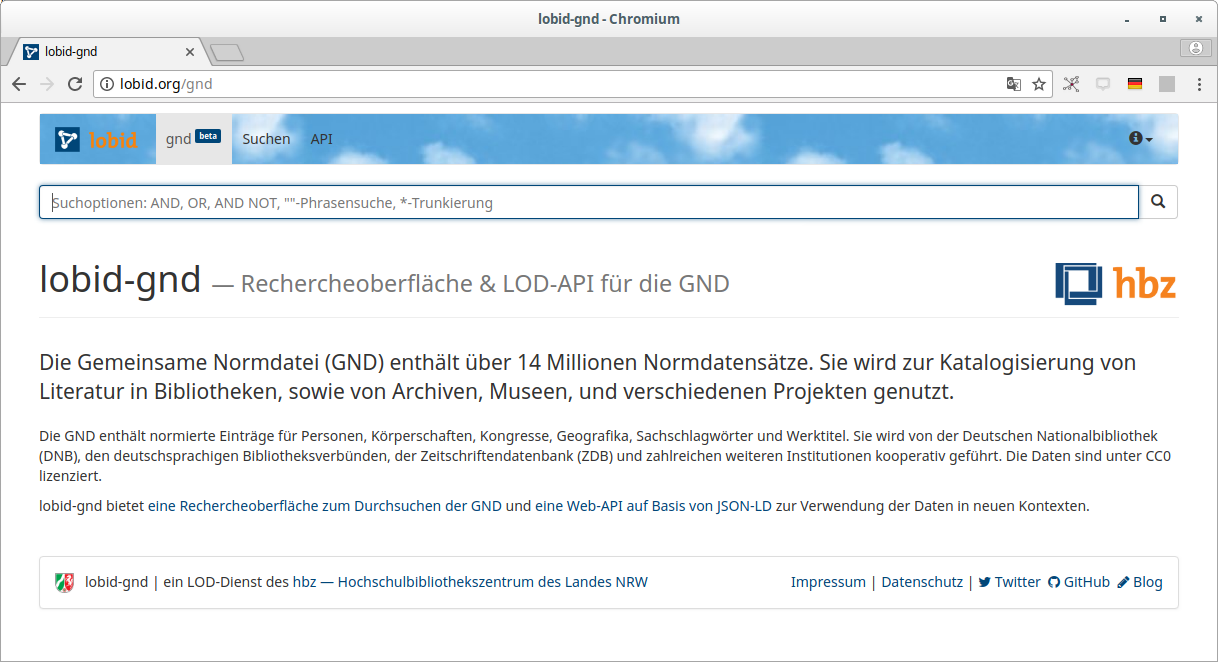 lobid-gnd - Chromium
lobid-gnd
lobid.org/gnd
lobid gnd beta Suchen API
Suchoptionen: AND, OR, AND NOT, ""-Phrasensuche, *-Trunkierung
lobid-gnd — Rechercheoberfläche & LOD-API für die GND
hbz
Die Gemeinsame Normdatei (GND) enthält über 14 Millionen Normdatensätze. Sie wird zur Katalogisierung von
Literatur in Bibliotheken, sowie von Archiven, Museen, und verschiedenen Projekten genutzt.
Die GND enthält normierte Einträge für Personen, Körperschaften, Kongresse, Geografika, Sachschlagwörter und Werktitel. Sie wird von der Deutschen Nationalbibliothek
(DNB), den deutschsprachigen Bibliotheksverbünden, der Zeitschriftendatenbank (ZDB) und zahlreichen weiteren Institutionen kooperativ geführt. Die Daten sind unter CC0
lizenziert.
lobid-gnd bietet eine Rechercheoberfläche zum Durchsuchen der GND und eine Web-API auf Basis von JSON-LD zur Verwendung der Daten in neuen Kontexten.
lobid-gnd | ein LOD-Dienst des hbz — Hochschulbibliothekszentrum des Landes NRW Impressum | Datenschutz | Twitter GitHub Blog